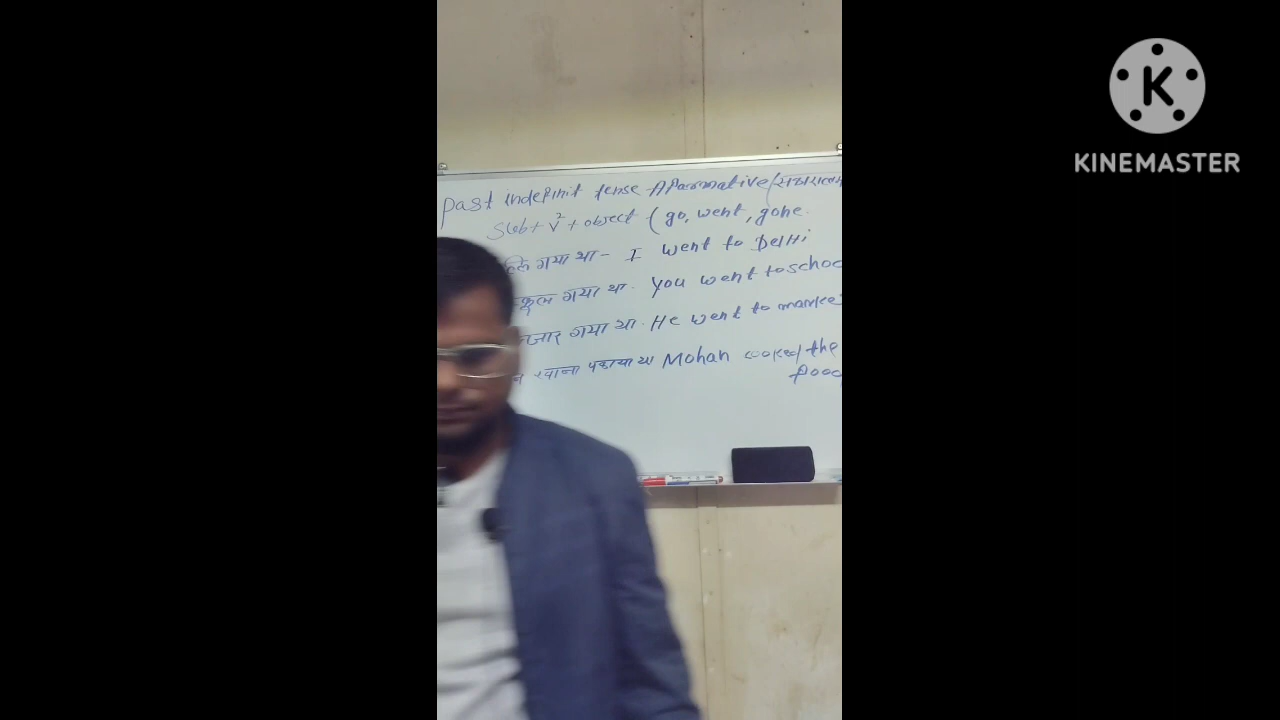 Past indefinit tense Afarmative/
Sub + V² + object (go, went, gone.
गया था - I went to Delhi
गया था. You went to schoo
गया था. He went to marke
खाना पकाया था Mohan cooked the
food
KINEMASTER